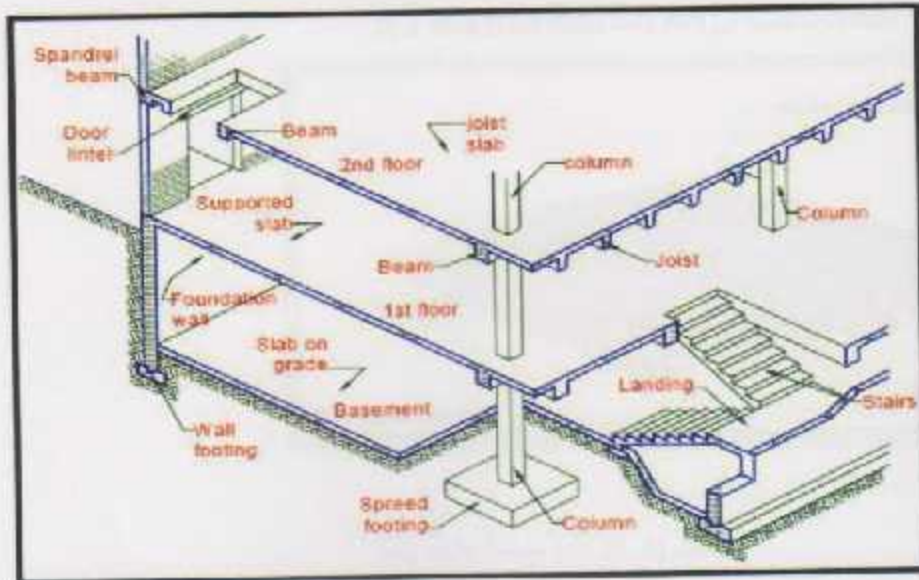 Spandrel
beam
Door
lintel
Beam
2nd floor
joist
slab
column
Column
Supported
slab
Beam
Joist
Foundation
wall
1st floor
Slab on
grade
Basement
Landing
Stairs
Wall
footing
Spreed
footing
Column